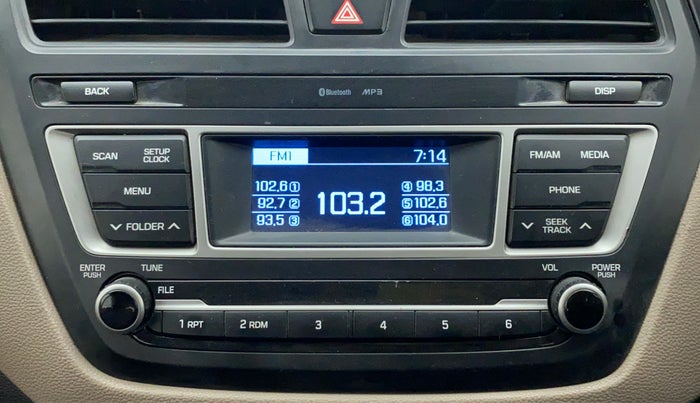 BACK
Bluetooth MP3
DISP
SCAN SETUP CLOCK
FM1 7:14
FM/AM MEDIA
MENU
102,6 1 4 98,3
92,7 2 103.2 5 102,6
93,5 3 6 104,0
PHONE
FOLDER
SEEK TRACK
ENTER PUSH TUNE
VOL POWER PUSH
FILE
1 RPT 2 RDM 3 4 5 6